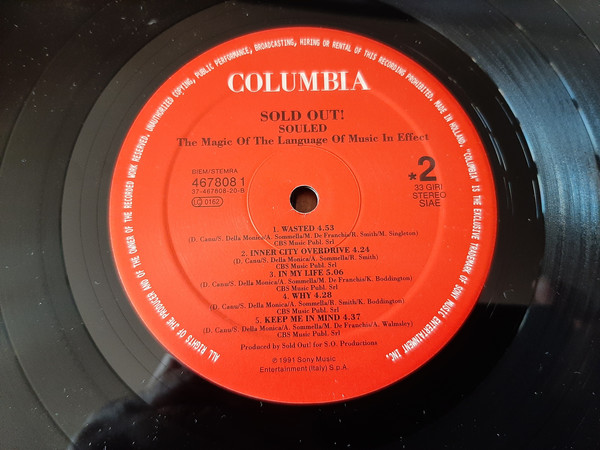 ALL RIGHTS OF THE PRODUCER AND OF THE OWNER OF THE RECORDED WORK RESERVED. UNAUTHORIZED COPYING, PUBLIC PERFORMANCE, BROADCASTING, HIRING OR RENTAL OF THIS RECORDING PROHIBITED. MADE IN HOLLAND. "COLUMBIA" IS THE EXCLUSIVE TRADEMARK OF SONY MUSIC ENTERTAINMENT, INC.
COLUMBIA
SOLD OUT!
SOULED
The Magic Of The Language Of Music In Effect
BIEM/STEMRA
467808 1
37-467808-20-B
LC 0162
*2
33 GIRI
STEREO
SIAE
1. WASTED 4.53
(D. Canu/S. Della Monica/A. Sommella/M. De Franchis/R. Smith/M. Singleton)
CBS Music Publ. Srl
2. INNER CITY OVERDRIVE 4.24
(D. Canu/S. Della Monica/A. Sommella/R. Smith)
CBS Music Publ. Srl
3. IN MY LIFE 5.06
(D. Canu/S. Della Monica/A. Sommella/M. De Franchis/K. Boddington)
CBS Music Publ. Srl
4. WHY 4.28
(D. Canu/S. Della Monica/A. Sommella/R. Smith/K. Boddington)
CBS Music Publ. Srl
5. KEEP ME IN MIND 4.37
(D. Canu/S. Della Monica/A. Sommella/M. De Franchis/A. Walmsley)
CBS Music Publ. Srl
Produced by Sold Out! for S.O. Productions
© 1991 Sony Music
Entertainment (Italy) S.p.A.